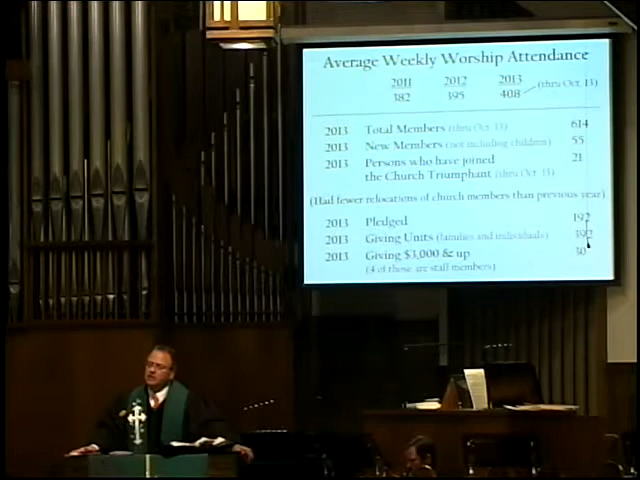 Average Weekly Worship Attendance
2011 2012 2013
382 395 408 (thru Oct. 13)
2013 Total Members (thru Oct. 13) 614
2013 New Members (not including children) 55
2013 Persons who have joined 21
the Church Triumphant (thru Oct. 13)
(Had fewer relocations of church members than previous year)
2013 Pledged 192
2013 Giving Units (families and individuals) 392
2013 Giving $3,000 & up 30
(4 of those are staff members)